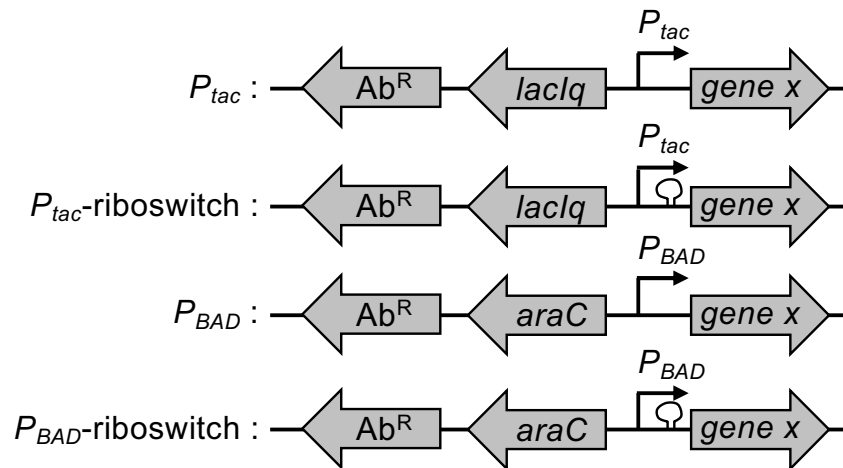 P_tac
P_tac : Ab^R lacIq gene x
P_tac
P_tac-riboswitch : Ab^R lacIq gene x
P_BAD
P_BAD : Ab^R araC gene x
P_BAD
P_BAD-riboswitch : Ab^R araC gene x